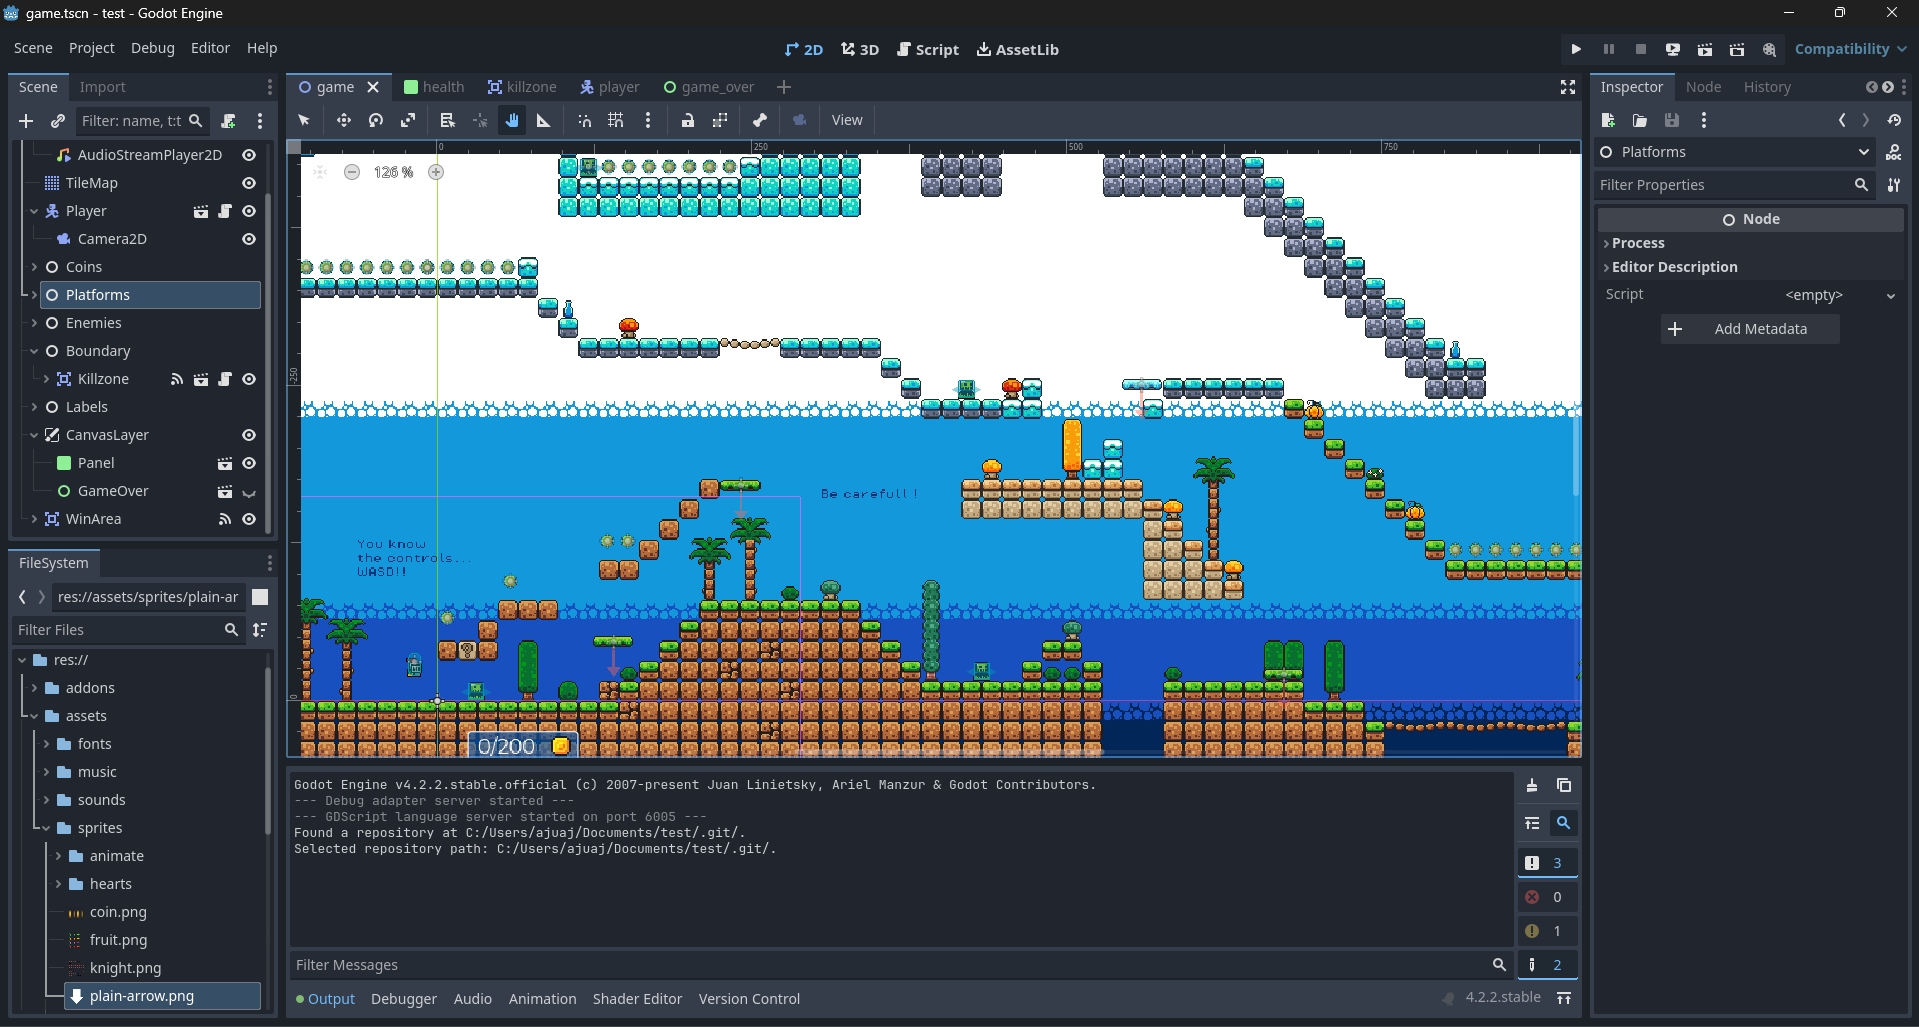 game.tscn - test - Godot Engine
Scene Project Debug Editor Help
2D 3D Script AssetLib
Compatibility
Scene Import
game health killzone player game_over
Inspector Node History
Filter: name, t:t
View
AudioStreamPlayer2D
TileMap
Player
Camera2D
Coins
Platforms
Enemies
Boundary
Killzone
Labels
CanvasLayer
Panel
GameOver
WinArea
FileSystem
res://assets/sprites/plain-ar
Filter Files
res://
addons
assets
fonts
music
sounds
sprites
animate
hearts
coin.png
fruit.png
knight.png
plain-arrow.png
0 250 500 750
126 %
-250
0
Be carefull !
You know
the controls...
WASD!!
0/200
Godot Engine v4.2.2.stable.official (c) 2007-present Juan Linietsky, Ariel Manzur & Godot Contributors.
--- Debug adapter server started ---
--- GDScript language server started on port 6005 ---
Found a repository at C:/Users/ajuaj/Documents/test/.git/.
Selected repository path: C:/Users/ajuaj/Documents/test/.git/.
3
0
1
2
Filter Messages
Output Debugger Audio Animation Shader Editor Version Control
4.2.2.stable
Platforms
DOC
Filter Properties
Node
Process
Editor Description
Script <empty>
Add Metadata